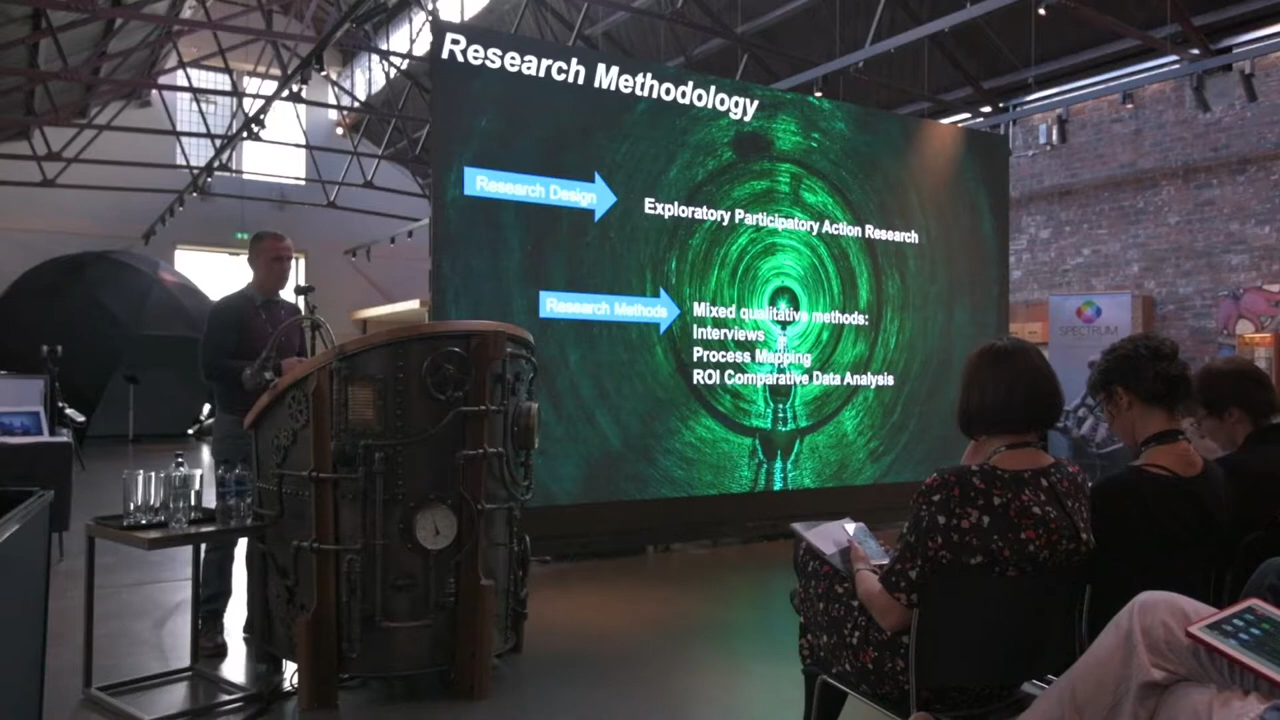 Research Methodology
Research Design
Exploratory Participatory Action Research
Research Methods
Mixed qualitative methods:
Interviews
Process Mapping
ROI Comparative Data Analysis
SPECTRUM